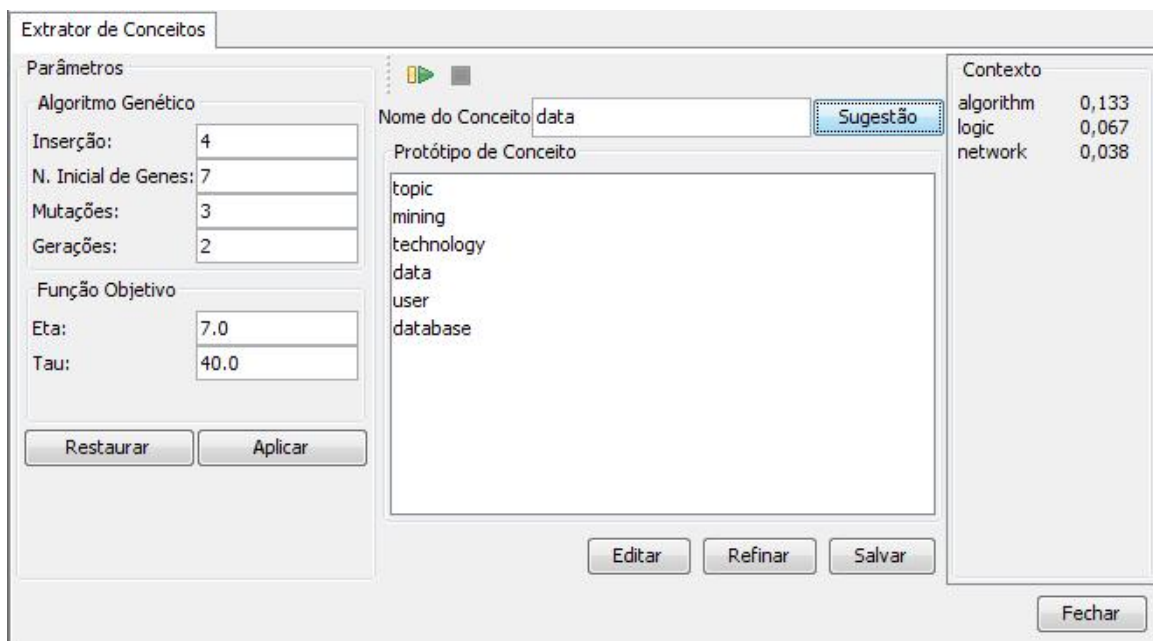 Extrator de Conceitos
Parâmetros
Algoritmo Genético
Inserção: 4
N. Inicial de Genes: 7
Mutações: 3
Gerações: 2
Função Objetivo
Eta: 7.0
Tau: 40.0
Restaurar Aplicar
Nome do Conceito data Sugestão
Protótipo de Conceito
topic
mining
technology
data
user
database
Editar Refinar Salvar
Contexto
algorithm 0,133
logic 0,067
network 0,038
Fechar